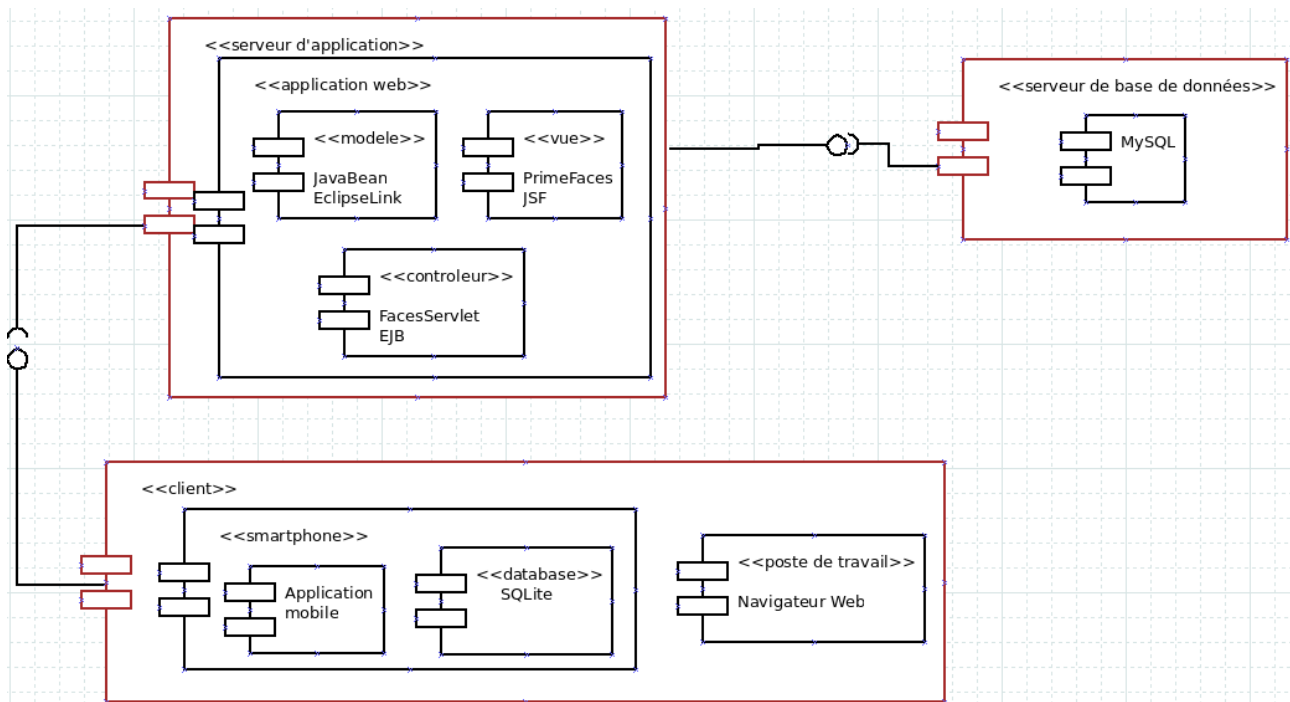 <<serveur d'application>>
<<application web>>
<<modele>>
JavaBean
EclipseLink
<<vue>>
PrimeFaces
JSF
<<controleur>>
FacesServlet
EJB
<<serveur de base de données>>
MySQL
<<client>>
<<smartphone>>
Application
mobile
<<database>>
SQLite
<<poste de travail>>
Navigateur Web